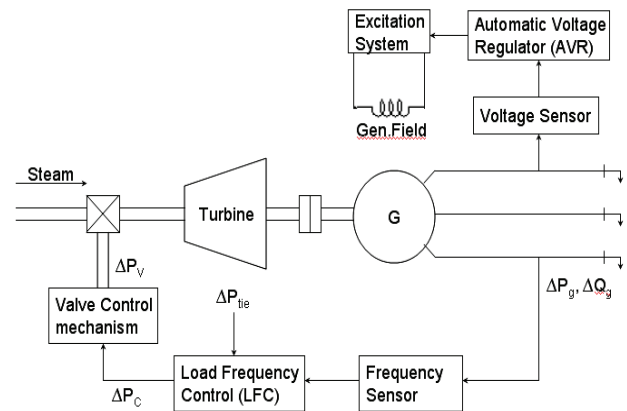 Excitation
System
Automatic Voltage
Regulator (AVR)
Gen.Field
Voltage Sensor
Steam
Turbine
G
ΔPV
ΔPg, ΔQg
Valve Control
mechanism
ΔPtie
ΔPC
Load Frequency
Control (LFC)
Frequency
Sensor